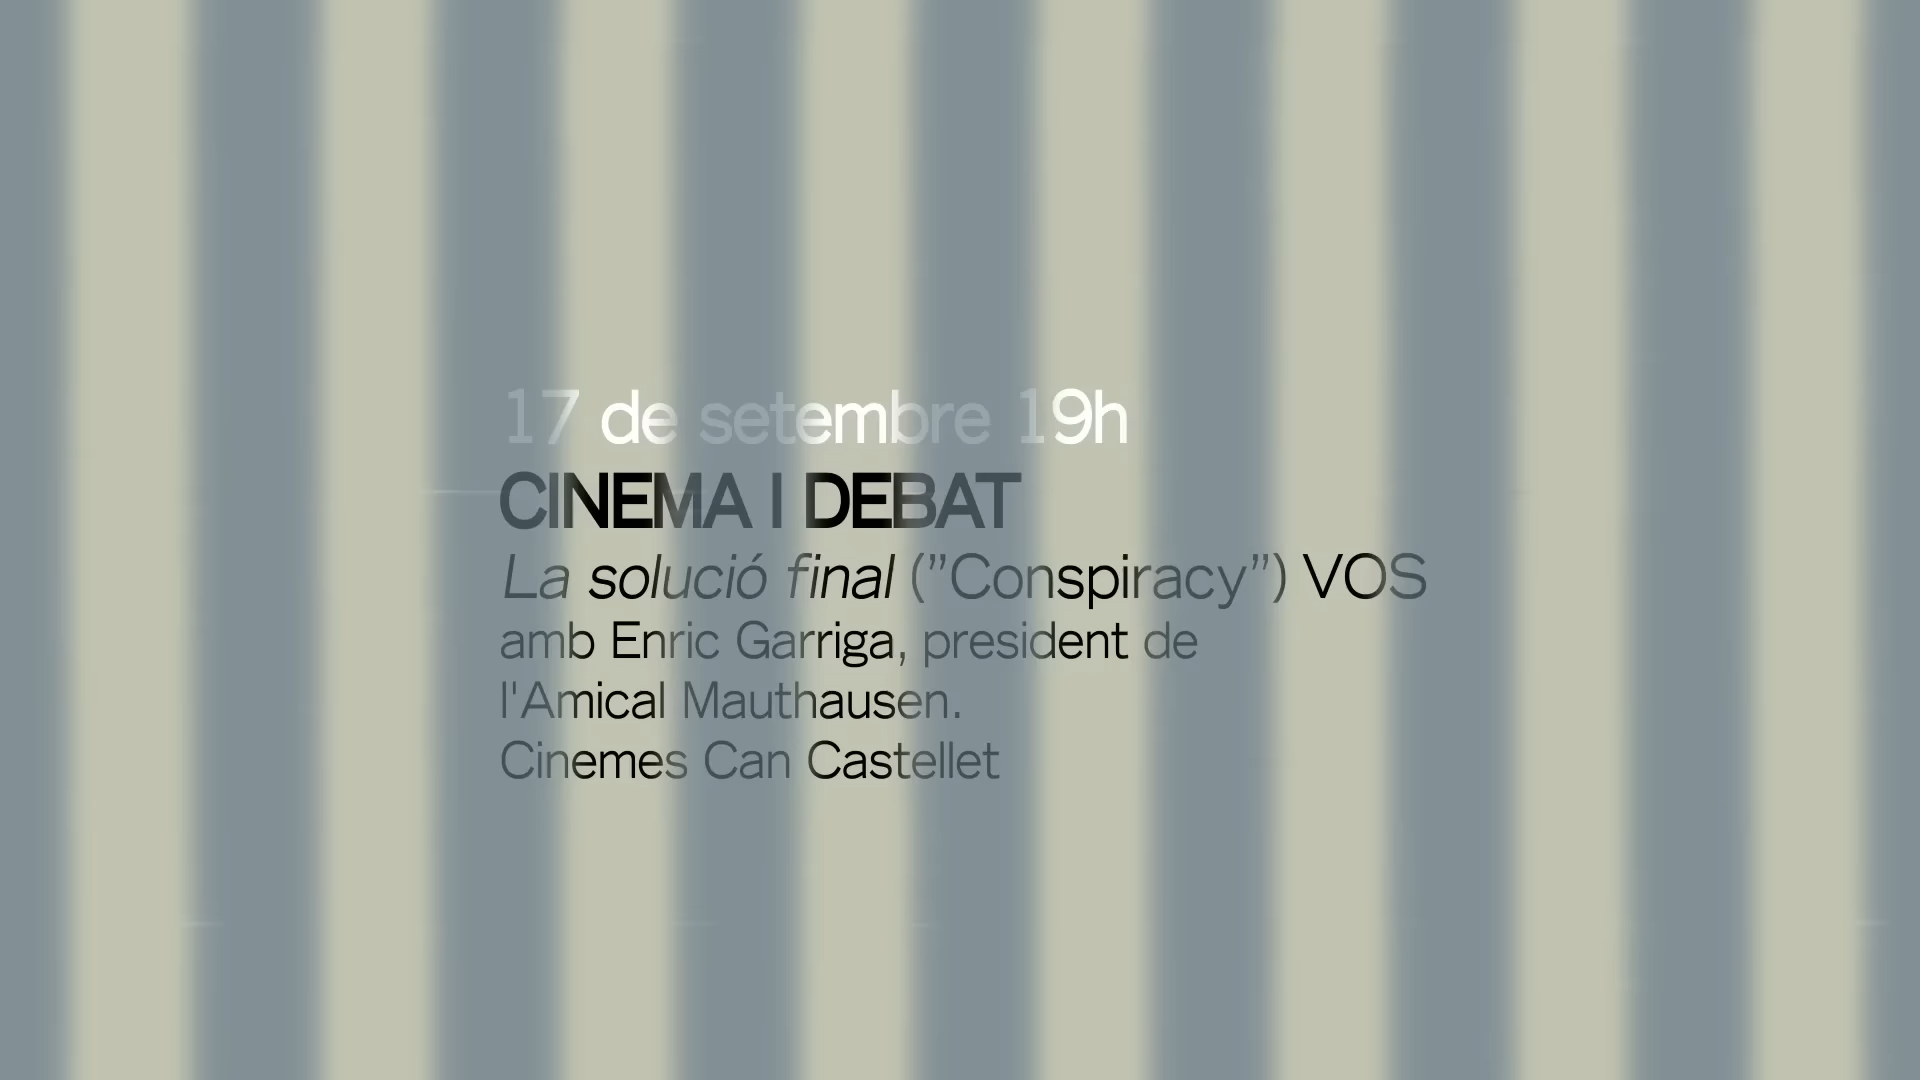 17 de setembre 19h
CINEMA I DEBAT
La solució final (”Conspiracy”) VOS
amb Enric Garriga, president de
l'Amical Mauthausen.
Cinemes Can Castellet